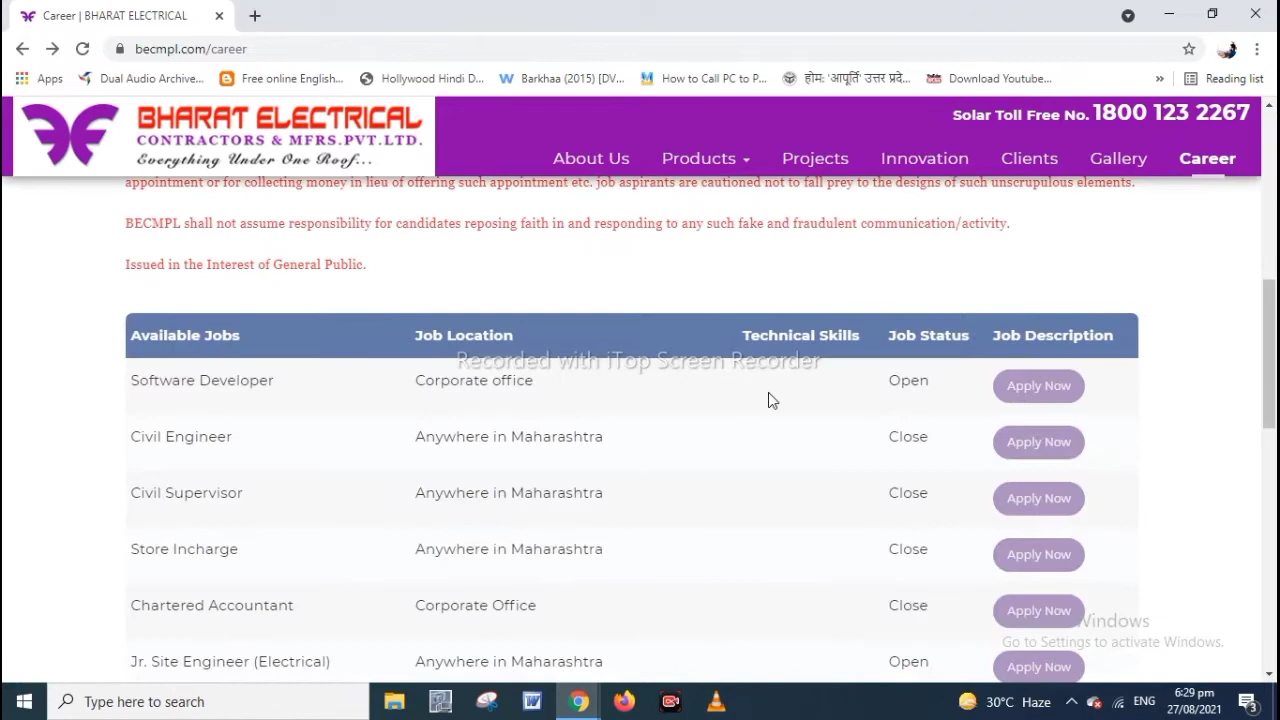 Career | BHARAT ELECTRICAL
becmpl.com/career
Apps Dual Audio Archive... Free online English... Hollywood Hindi D... Barkhaa (2015) [DV... How to Call PC to P... होम: 'आपूर्ति' उत्तर प्रदे... Download Youtube... » Reading list
BHARAT ELECTRICAL
CONTRACTORS & MFRS.PVT.LTD.
Everything Under One Roof...
Solar Toll Free No. 1800 123 2267
About Us Products Projects Innovation Clients Gallery Career
appointment or for collecting money in lieu of offering such appointment etc. job aspirants are cautioned not to fall prey to the designs of such unscrupulous elements.
BECMPL shall not assume responsibility for candidates reposing faith in and responding to any such fake and fraudulent communication/activity.
Issued in the Interest of General Public.
Available Jobs Job Location Technical Skills Job Status Job Description
Recorded with iTop Screen Recorder
Software Developer Corporate office Open Apply Now
Civil Engineer Anywhere in Maharashtra Close Apply Now
Civil Supervisor Anywhere in Maharashtra Close Apply Now
Store Incharge Anywhere in Maharashtra Close Apply Now
Chartered Accountant Corporate Office Close Apply Now
Windows
Go to Settings to activate Windows.
Jr. Site Engineer (Electrical) Anywhere in Maharashtra Open Apply Now
Type here to search
30°C Haze ENG
6:29 pm
27/08/2021
3